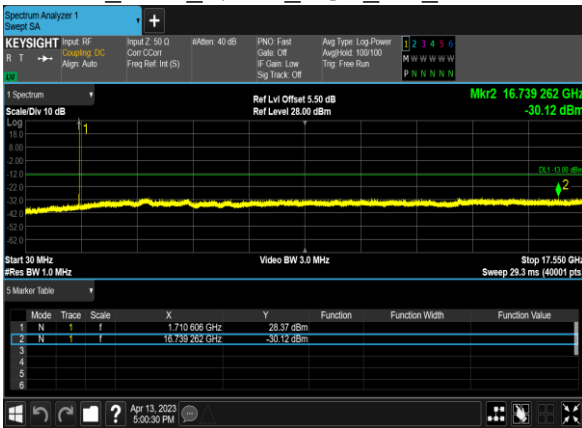 Spectrum Analyzer 1
Swept SA
KEYSIGHT Input: RF Input Z: 50 Ω #Atten: 40 dB PNO: Fast Avg Type: Log-Power 1 2 3 4 5 6
R T Coupling: DC Corr CCorr Gate: Off Avg|Hold: 100/100 M W W W W W
Align: Auto Freq Ref: Int (S) IF Gain: Low Trig: Free Run
LW Sig Track: Off P N N N N N
1 Spectrum Ref Lvl Offset 5.50 dB Mkr2 16.739 262 GHz
Scale/Div 10 dB Ref Level 28.00 dBm -30.12 dBm
Log
1
18.0
8.00
-2.00
DL1 -13.00 dBm
-12.0
2
-22.0
-32.0
-42.0
-52.0
-62.0
Start 30 MHz Video BW 3.0 MHz Stop 17.550 GHz
#Res BW 1.0 MHz Sweep 29.3 ms (40001 pts)
5 Marker Table
Mode Trace Scale X Y Function Function Width Function Value
1 N 1 f 1.710 606 GHz 28.37 dBm
2 N 1 f 16.739 262 GHz -30.12 dBm
3
4
5
6
? Apr 13, 2023
5:00:30 PM